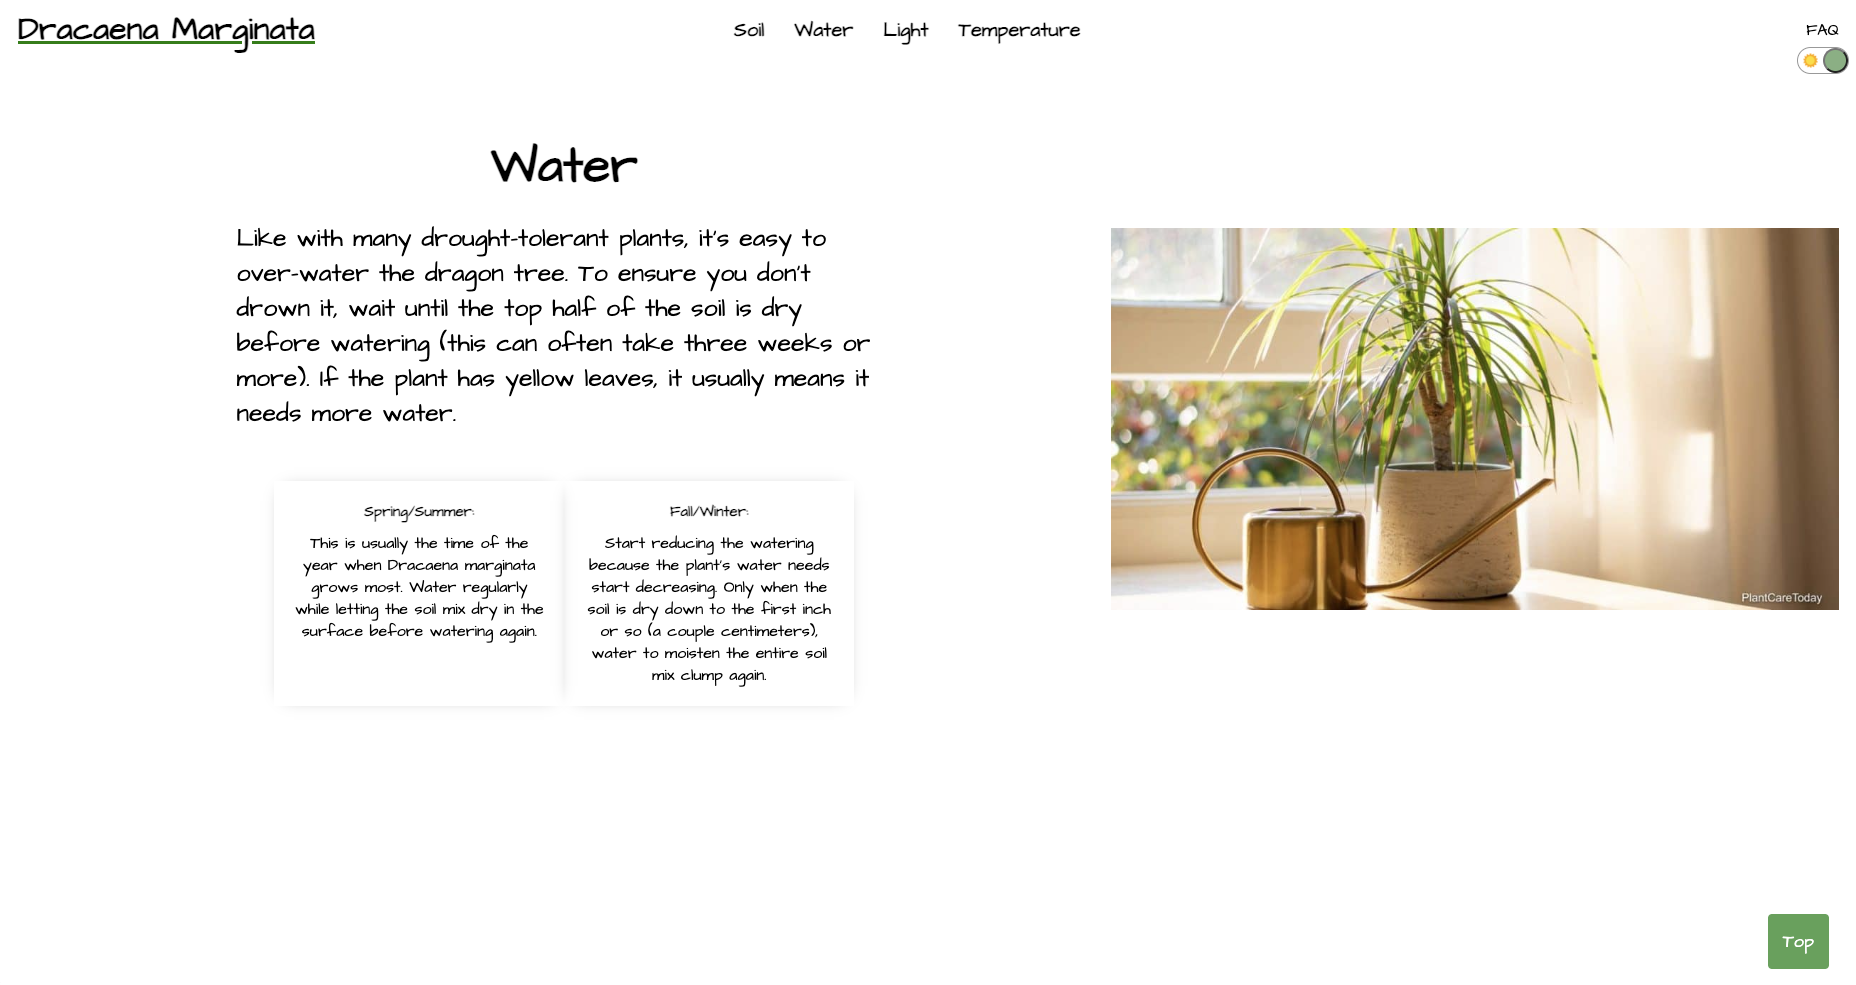 Dracaena Marginata
Soil Water Light Temperature
FAQ
Water
Like with many drought-tolerant plants, it's easy to
over-water the dragon tree. To ensure you don't
drown it, wait until the top half of the soil is dry
before watering (this can often take three weeks or
more). If the plant has yellow leaves, it usually means it
needs more water.
Spring/Summer:
This is usually the time of the
year when Dracaena marginata
grows most. Water regularly
while letting the soil mix dry in the
surface before watering again.
Fall/Winter:
Start reducing the watering
because the plant's water needs
start decreasing. Only when the
soil is dry down to the first inch
or so (a couple centimeters),
water to moisten the entire soil
mix clump again.
PlantCareToday
Top